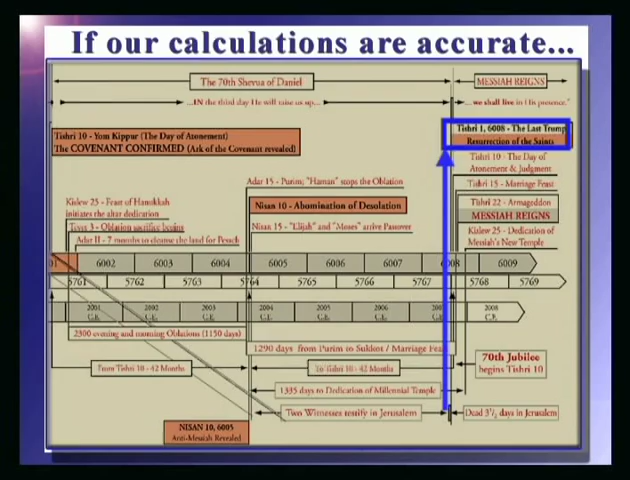 If our calculations are accurate...
The 70th Shevua of Daniel
MESSIAH REIGNS
...IN the third day He will raise us up...
... we shall live in His presence."
Tishri 10 - Yom Kippur (The Day of Atonement)
The COVENANT CONFIRMED (Ark of the Covenant revealed)
Tishri 1, 6008 - The Last Trump
Resurrection of the Saints
Tishri 10 - The Day of
Atonement & Judgment
Tishri 15 - Marriage Feast
Tishri 22 - Armageddon
MESSIAH REIGNS
Kislev 25 - Dedication of
Messiah's New Temple
Adar 15 - Purim; "Haman" stops the Oblation
Nisan 10 - Abomination of Desolation
Nisan 15 - "Elijah" and "Moses" arrive Passover
Kislew 25 - Feast of Hanukkah
initiates the altar dedication
Tevet 3 - Oblation sacrifice begins
Adar II - 7 months to cleanse the land for Pesach
01 6002 6003 6004 6005 6006 6007 6008 6009
5761 5762 5763 5764 5765 5766 5767 5768 5769
2001 2002 2003 2004 2005 2006 2008
C.E. C.E. C.E. C.E. C.E. C.E. C.E. C.E.
2300 evening and morning Oblations (1150 days)
1290 days from Purim to Sukkot / Marriage Feast
70th Jubilee
begins Tishri 10
From Tishri 10 - 42 Months
To Tishri 10 - 42 Months
1335 days to Dedication of Millennial Temple
Two Witnesses testify in Jerusalem
Dead 3 1/2 days in Jerusalem
NISAN 10, 6005
Anti-Messiah Revealed